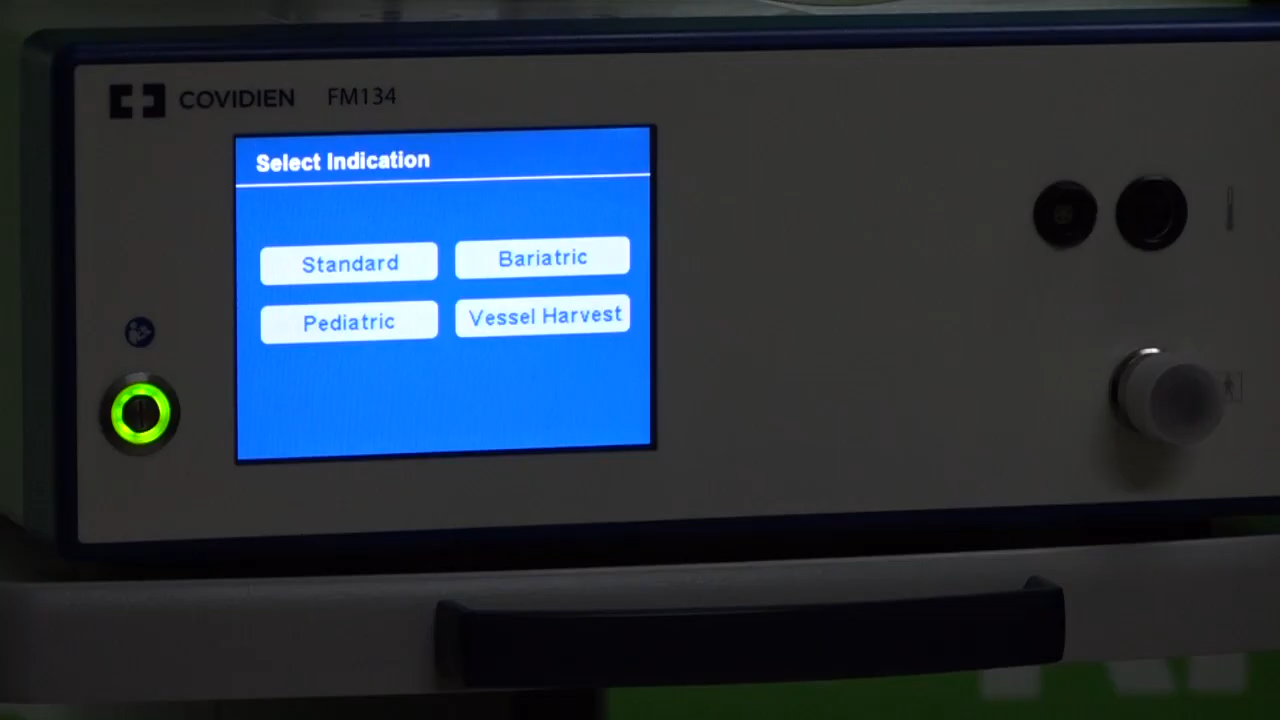 COVIDIEN FM134
Select Indication
Standard Bariatric
Pediatric Vessel Harvest